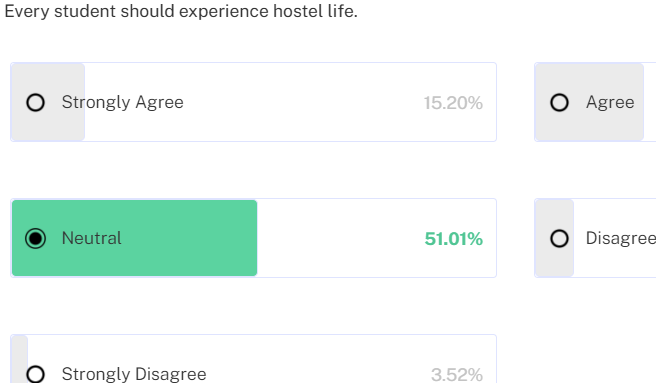 Every student should experience hostel life.
Strongly Agree 15.20%
Agree
Neutral 51.01%
Disagree
Strongly Disagree 3.52%